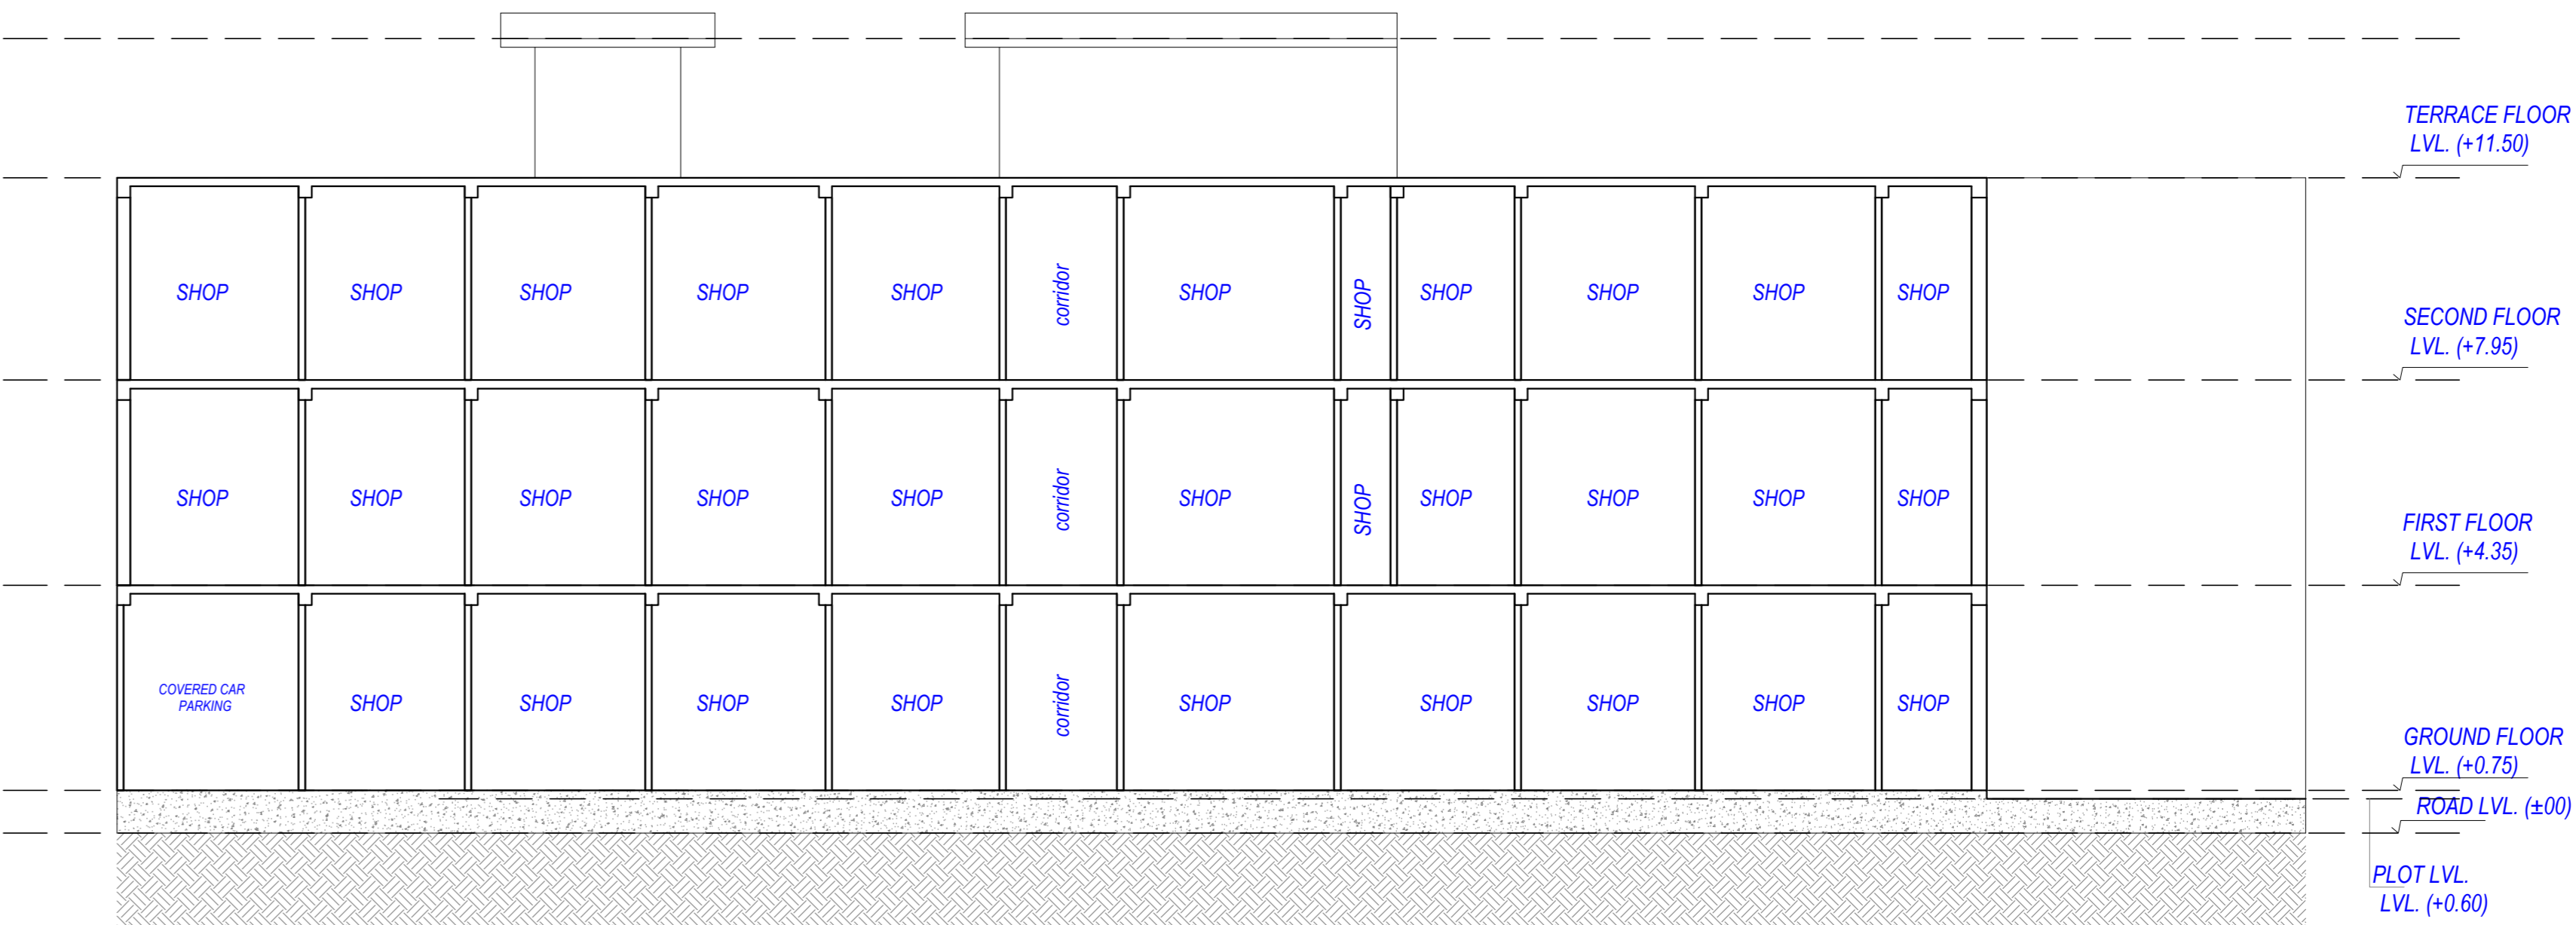 TERRACE FLOOR
LVL. (+11.50)
SHOP SHOP SHOP SHOP SHOP corridor SHOP SHOP SHOP SHOP SHOP SHOP
SECOND FLOOR
LVL. (+7.95)
SHOP SHOP SHOP SHOP SHOP corridor SHOP SHOP SHOP SHOP SHOP SHOP
FIRST FLOOR
LVL. (+4.35)
COVERED CAR
PARKING
SHOP SHOP SHOP SHOP corridor SHOP SHOP SHOP SHOP SHOP
GROUND FLOOR
LVL. (+0.75)
ROAD LVL. (±00)
PLOT LVL.
LVL. (+0.60)